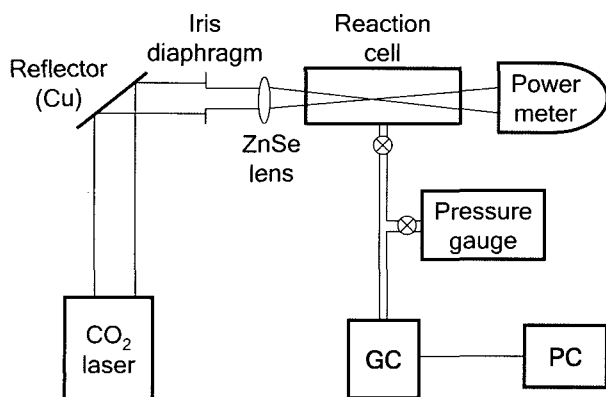 Iris
diaphragm
Reaction
cell
Reflector
(Cu)
Power
meter
ZnSe
lens
Pressure
gauge
CO₂
laser
GC
PC